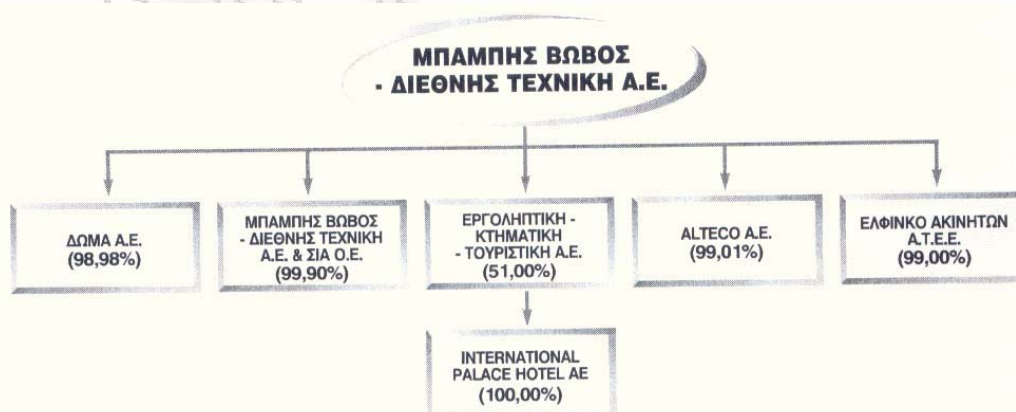 ΜΠΑΜΠΗΣ ΒΩΒΟΣ
- ΔΙΕΘΝΗΣ ΤΕΧΝΙΚΗ Α.Ε.
ΔΩΜΑ Α.Ε.
(98,98%)
ΜΠΑΜΠΗΣ ΒΩΒΟΣ
- ΔΙΕΘΝΗΣ ΤΕΧΝΙΚΗ
Α.Ε. & ΣΙΑ Ο.Ε.
(99,90%)
ΕΡΓΟΛΗΠΤΙΚΗ -
ΚΤΗΜΑΤΙΚΗ
- ΤΟΥΡΙΣΤΙΚΗ Α.Ε.
(51,00%)
ALTECO A.E.
(99,01%)
ΕΛΦΙΝΚΟ ΑΚΙΝΗΤΩΝ
Α.Τ.Ε.Ε.
(99,00%)
INTERNATIONAL
PALACE HOTEL AE
(100,00%)